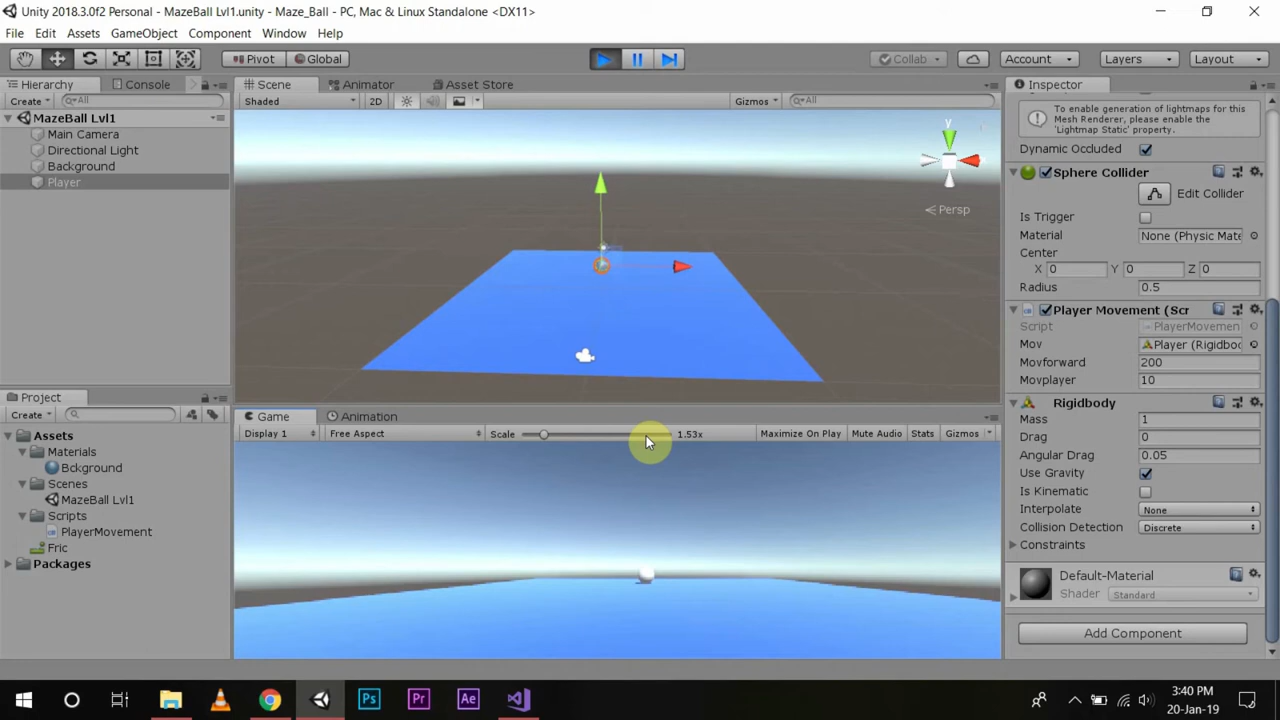 Unity 2018.3.0f2 Personal - MazeBall Lvl1.unity - Maze_Ball - PC, Mac & Linux Standalone <DX11>
File Edit Assets GameObject Component Window Help
Pivot Global Collab Account Layers Layout
Hierarchy Console
Create All
MazeBall Lvl1
Main Camera
Directional Light
Background
Player
Project
Create
Assets
Materials
Bckground
Scenes
MazeBall Lvl1
Scripts
PlayerMovement
Fric
Packages
Scene Animator Asset Store
Shaded 2D Gizmos All
y
Persp
Game Animation
Display 1 Free Aspect Scale 1.53x Maximize On Play Mute Audio Stats Gizmos
Inspector
To enable generation of lightmaps for this
Mesh Renderer, please enable the
'Lightmap Static' property.
Dynamic Occluded
Sphere Collider
Edit Collider
Is Trigger
Material None (Physic Mate
Center
X 0 Y 0 Z 0
Radius 0.5
Player Movement (Scr
Script PlayerMovemen
Mov Player (Rigidboc
Movforward 200
Movplayer 10
Rigidbody
Mass 1
Drag 0
Angular Drag 0.05
Use Gravity
Is Kinematic
Interpolate None
Collision Detection Discrete
Constraints
Default-Material
Shader Standard
Add Component
Ps Pr Ae
3:40 PM
20-Jan-19